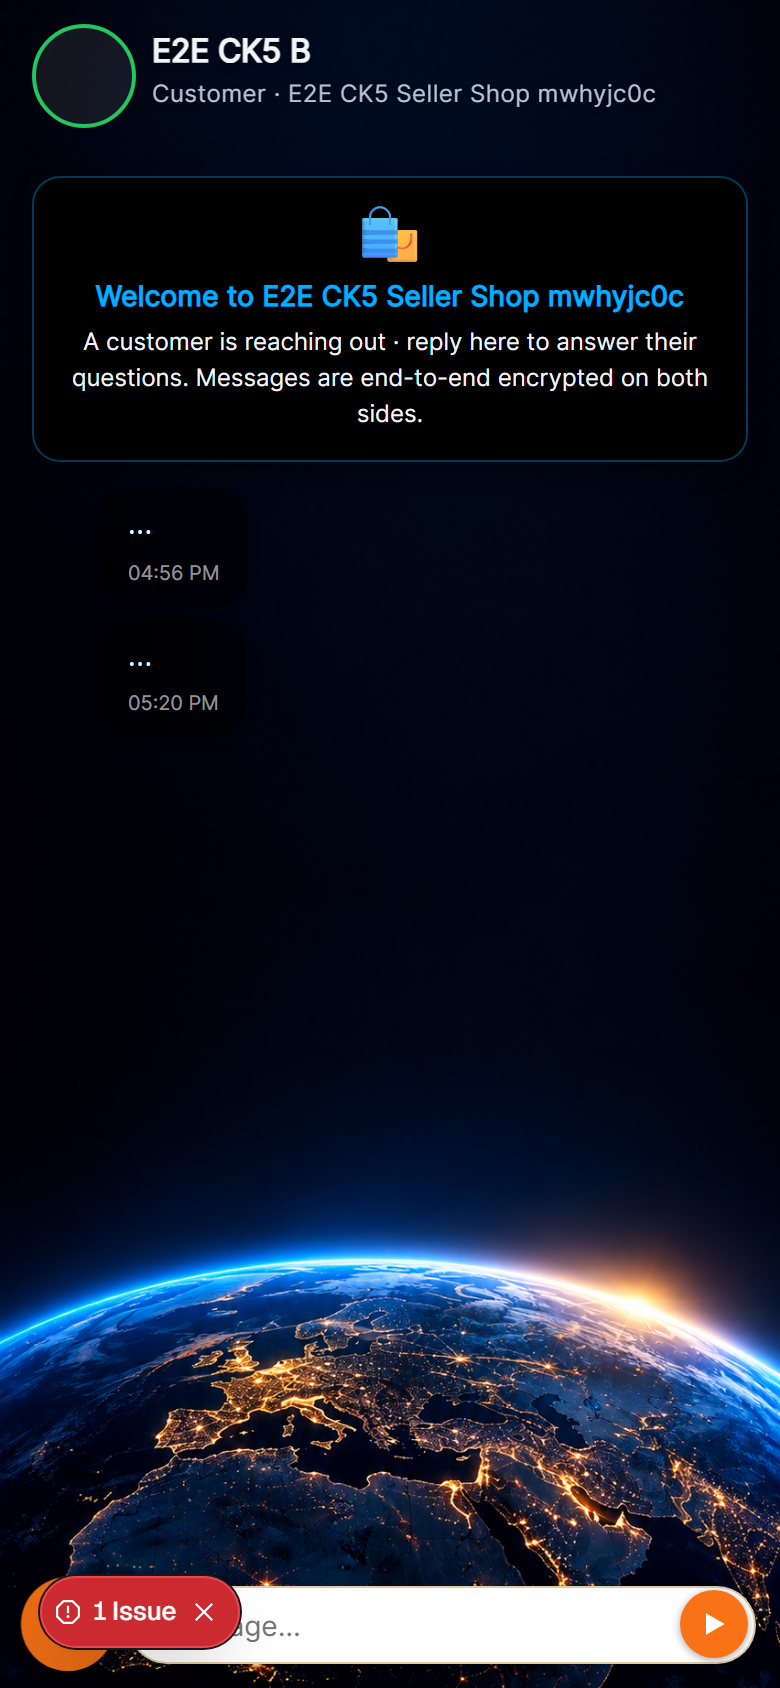 E2E CK5 B
Customer · E2E CK5 Seller Shop mwhyjc0c
Welcome to E2E CK5 Seller Shop mwhyjc0c
A customer is reaching out · reply here to answer their
questions. Messages are end-to-end encrypted on both
sides.
...
04:56 PM
...
05:20 PM
1 Issue
age...